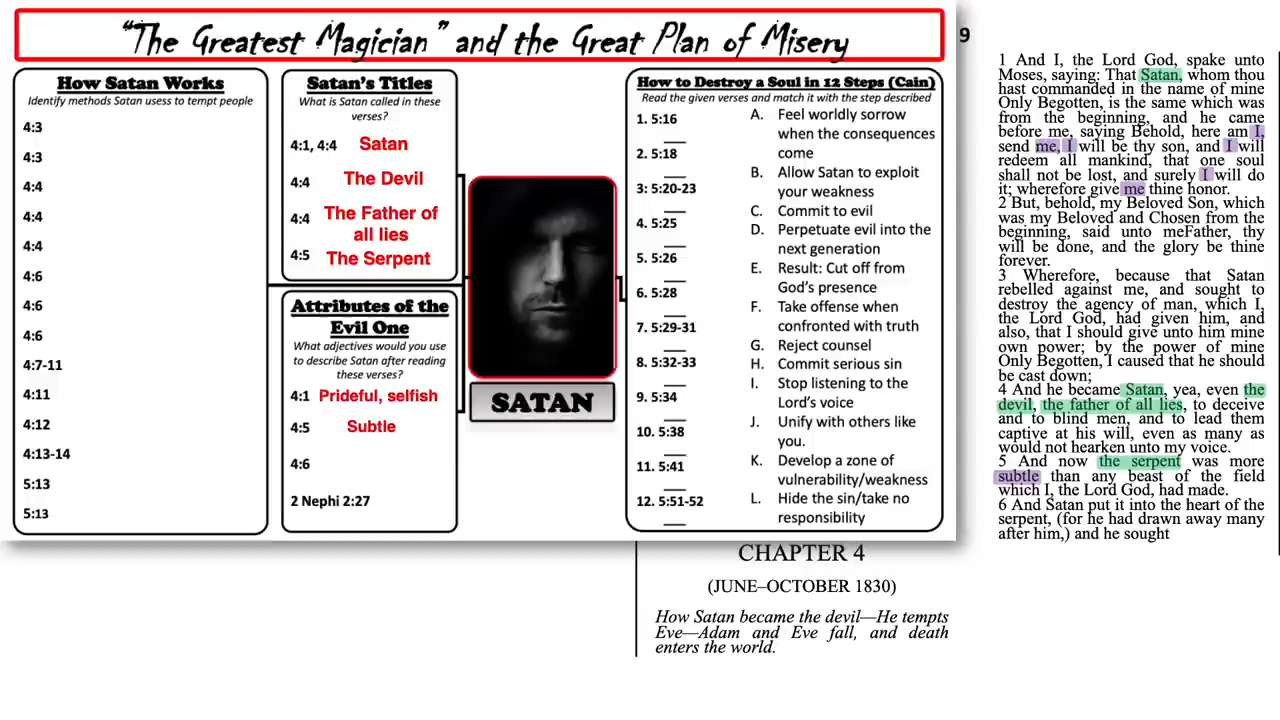 "The Greatest Magician" and the Great Plan of Misery
9
How Satan Works
Identify methods Satan usess to tempt people
4:3
4:3
4:4
4:4
4:4
4:6
4:6
4:6
4:7-11
4:11
4:12
4:13-14
5:13
5:13
Satan's Titles
What is Satan called in these
verses?
4:1, 4:4 Satan
4:4 The Devil
4:4 The Father of
all lies
4:5 The Serpent
Attributes of the
Evil One
What adjectives would you use
to describe Satan after reading
these verses?
4:1 Prideful, selfish
4:5 Subtle
4:6
2 Nephi 2:27
SATAN
How to Destroy a Soul in 12 Steps (Cain)
Read the given verses and match it with the step described
1. 5:16
2. 5:18
3: 5:20-23
4. 5:25
5. 5:26
6. 5:28
7. 5:29-31
8. 5:32-33
9. 5:34
10. 5:38
11. 5:41
12. 5:51-52
A. Feel worldly sorrow
when the consequences
come
B. Allow Satan to exploit
your weakness
C. Commit to evil
D. Perpetuate evil into the
next generation
E. Result: Cut off from
God's presence
F. Take offense when
confronted with truth
G. Reject counsel
H. Commit serious sin
I. Stop listening to the
Lord's voice
J. Unify with others like
you.
K. Develop a zone of
vulnerability/weakness
L. Hide the sin/take no
responsibility
CHAPTER 4
(JUNE–OCTOBER 1830)
How Satan became the devil—He tempts
Eve—Adam and Eve fall, and death
enters the world.
1 And I, the Lord God, spake unto
Moses, saying: That Satan, whom thou
hast commanded in the name of mine
Only Begotten, is the same which was
from the beginning, and he came
before me, saying Behold, here am I,
send me, I will be thy son, and I will
redeem all mankind, that one soul
shall not be lost, and surely I will do
it; wherefore give me thine honor.
2 But, behold, my Beloved Son, which
was my Beloved and Chosen from the
beginning, said unto meFather, thy
will be done, and the glory be thine
forever.
3 Wherefore, because that Satan
rebelled against me, and sought to
destroy the agency of man, which I,
the Lord God, had given him, and
also, that I should give unto him mine
own power; by the power of mine
Only Begotten, I caused that he should
be cast down;
4 And he became Satan, yea, even the
devil, the father of all lies, to deceive
and to blind men, and to lead them
captive at his will, even as many as
would not hearken unto my voice.
5 And now the serpent was more
subtle than any beast of the field
which I, the Lord God, had made.
6 And Satan put it into the heart of the
serpent, (for he had drawn away many
after him,) and he sought